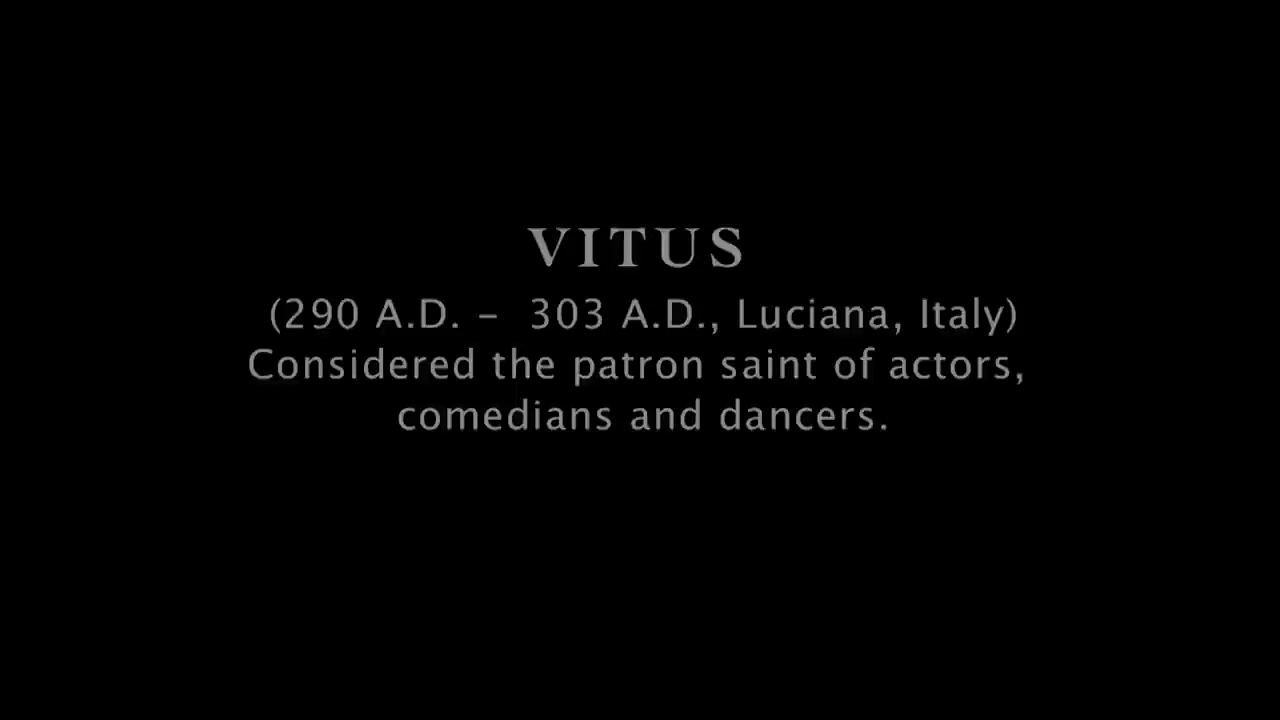 VITUS
(290 A.D. – 303 A.D., Luciana, Italy)
Considered the patron saint of actors,
comedians and dancers.